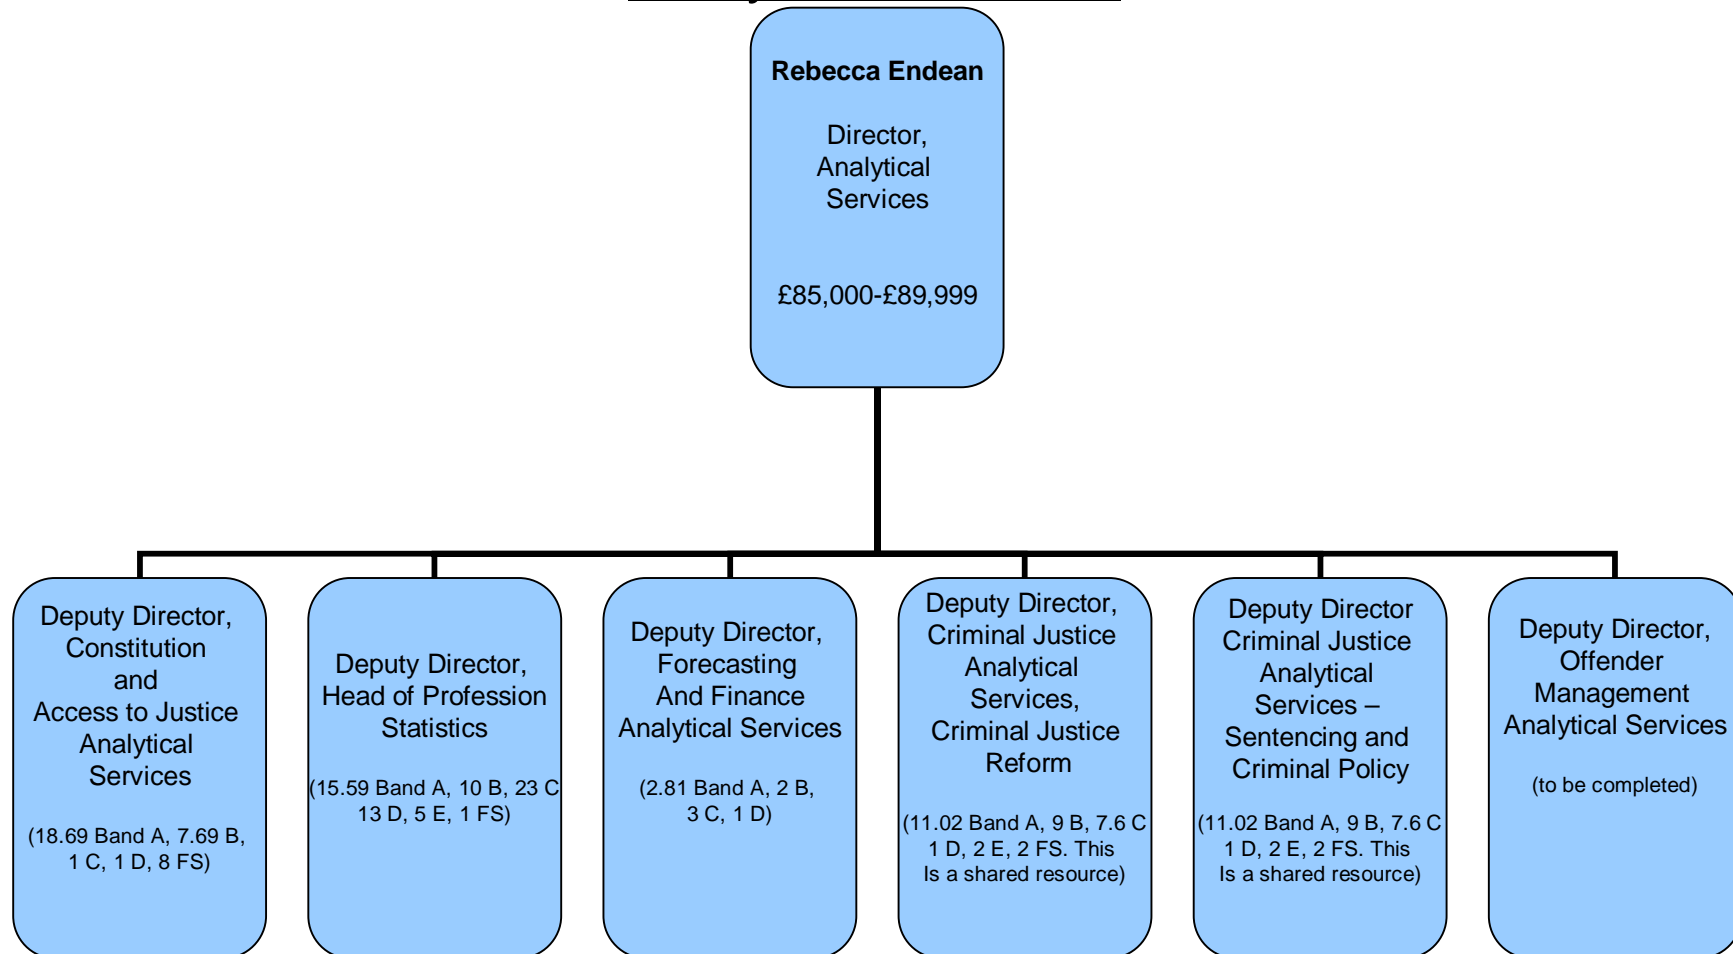 Rebecca Endean
Director,
Analytical
Services
£85,000-£89,999
Deputy Director,
Constitution
and
Access to Justice
Analytical
Services
(18.69 Band A, 7.69 B,
1 C, 1 D, 8 FS)
Deputy Director,
Head of Profession
Statistics
(15.59 Band A, 10 B, 23 C
13 D, 5 E, 1 FS)
Deputy Director,
Forecasting
And Finance
Analytical Services
(2.81 Band A, 2 B,
3 C, 1 D)
Deputy Director,
Criminal Justice
Analytical
Services,
Criminal Justice
Reform
(11.02 Band A, 9 B, 7.6 C
1 D, 2 E, 2 FS. This
Is a shared resource)
Deputy Director
Criminal Justice
Analytical
Services –
Sentencing and
Criminal Policy
(11.02 Band A, 9 B, 7.6 C
1 D, 2 E, 2 FS. This
Is a shared resource)
Deputy Director,
Offender
Management
Analytical Services
(to be completed)